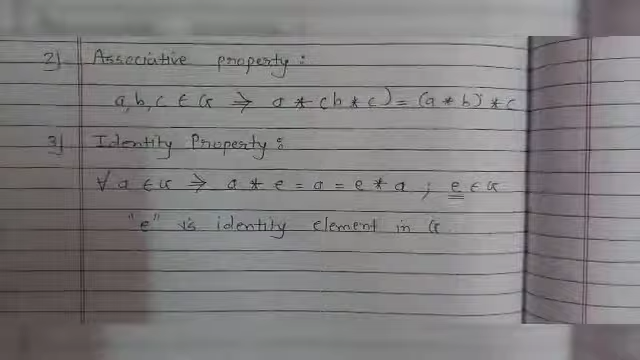 2) Associative property :
a, b, c ∈ G ⇒ a * (b * c) = (a * b) * c
3) Identity Property :
∀ a ∈ G ⇒ a * e = a = e * a ; e ∈ G
"e" is identity element in G